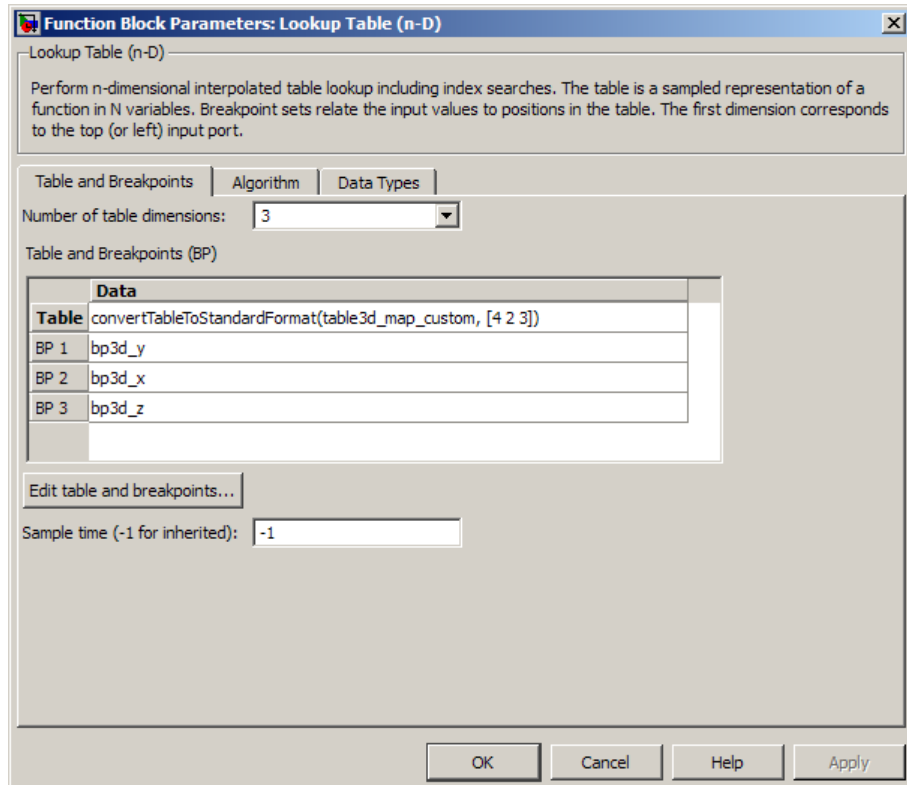 Function Block Parameters: Lookup Table (n-D)
Lookup Table (n-D)
Perform n-dimensional interpolated table lookup including index searches. The table is a sampled representation of a
function in N variables. Breakpoint sets relate the input values to positions in the table. The first dimension corresponds
to the top (or left) input port.
Table and Breakpoints Algorithm Data Types
Number of table dimensions: 3
Table and Breakpoints (BP)
Data
Table convertTableToStandardFormat(table3d_map_custom, [4 2 3])
BP 1 bp3d_y
BP 2 bp3d_x
BP 3 bp3d_z
Edit table and breakpoints...
Sample time (-1 for inherited): -1
OK Cancel Help Apply